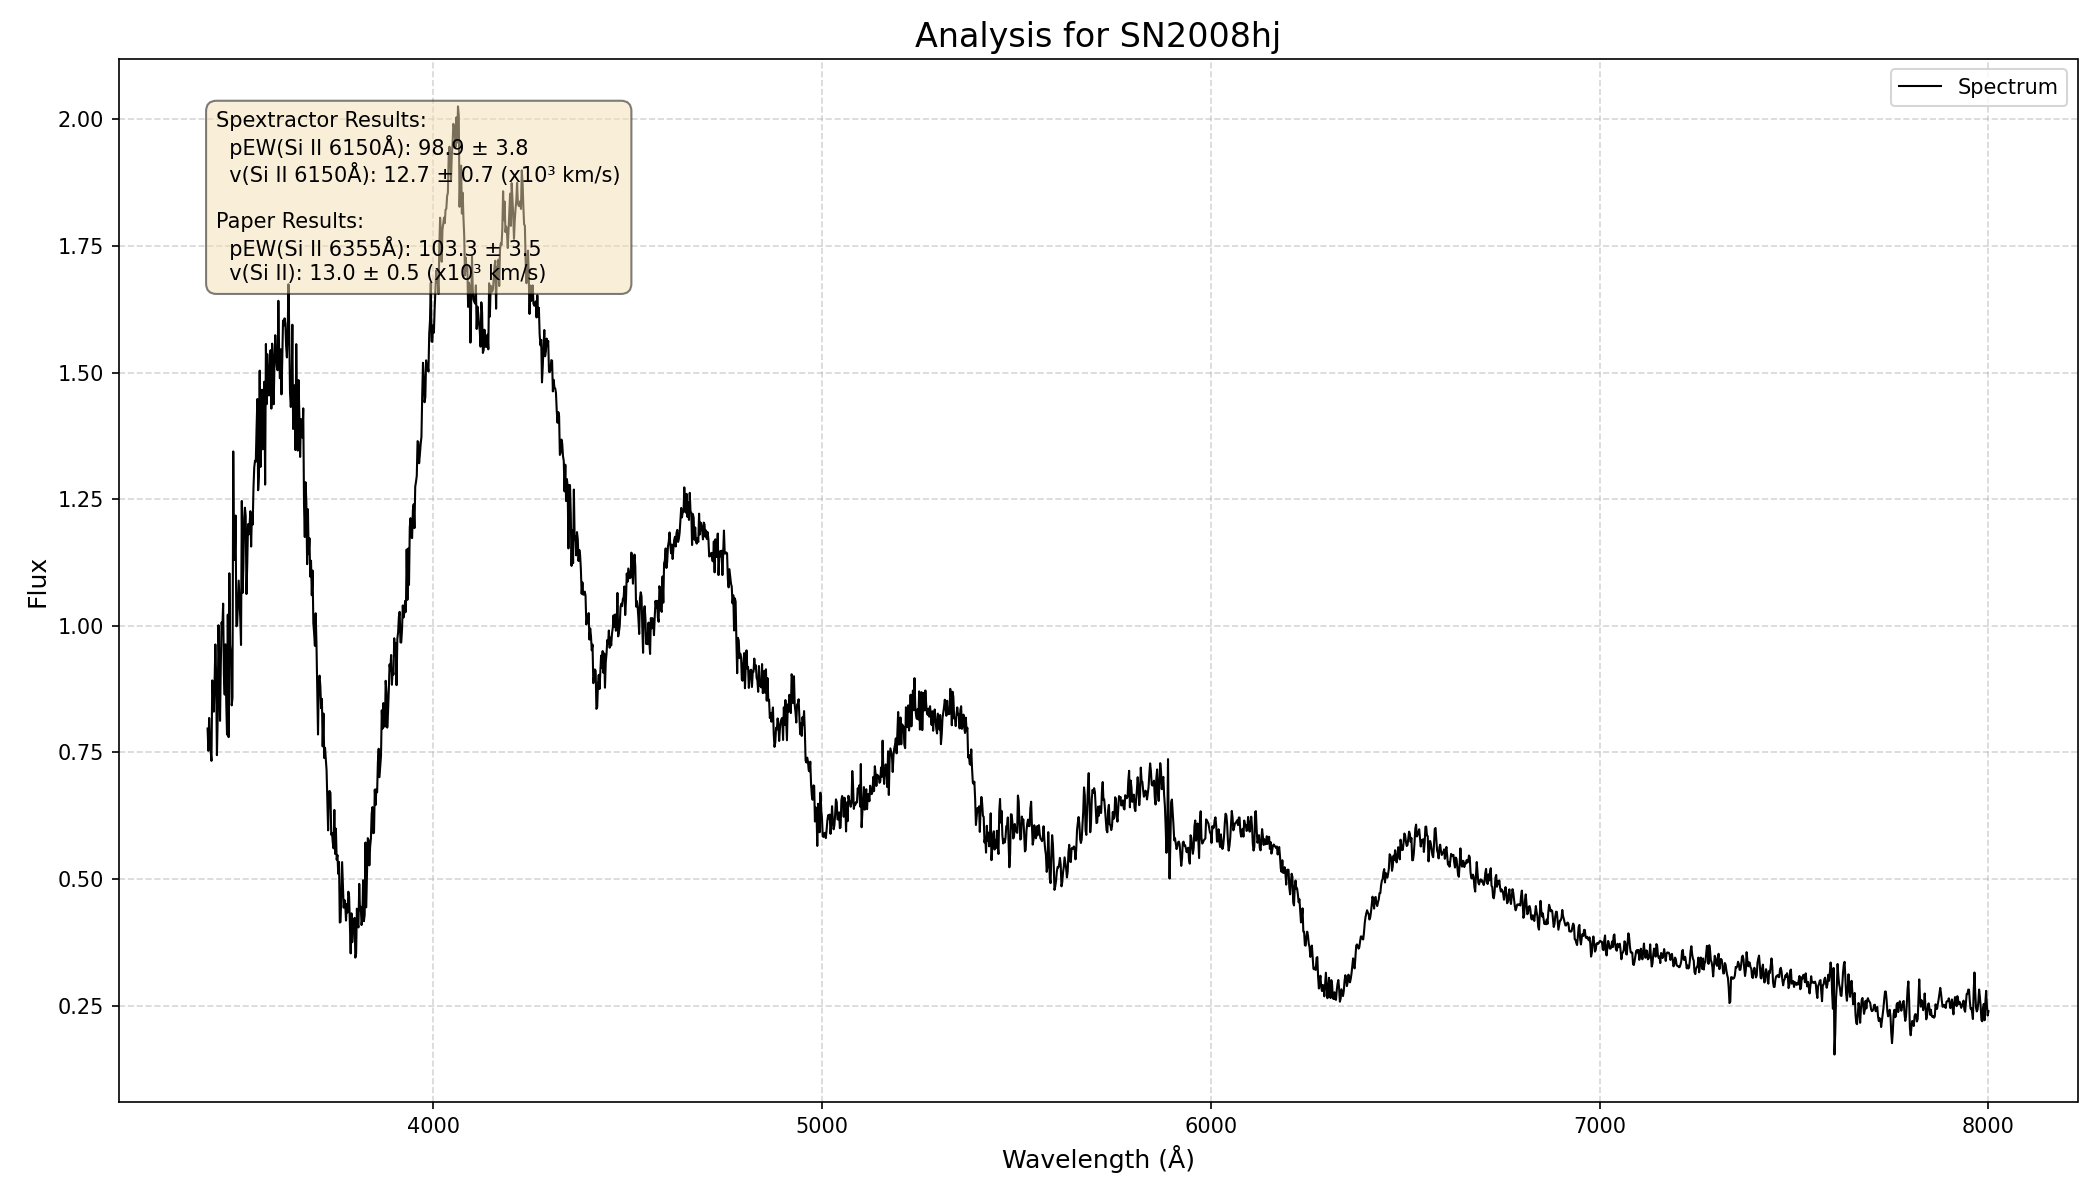 Analysis for SN2008hj
Spectrum
Spextractor Results:
pEW(Si II 6150Å): 98.9 ± 3.8
v(Si II 6150Å): 12.7 ± 0.7 (x10³ km/s)
Paper Results:
pEW(Si II 6355Å): 103.3 ± 3.5
v(Si II): 13.0 ± 0.5 (x10³ km/s)
Flux
2.00
1.75
1.50
1.25
1.00
0.75
0.50
0.25
4000
5000
6000
7000
8000
Wavelength (Å)